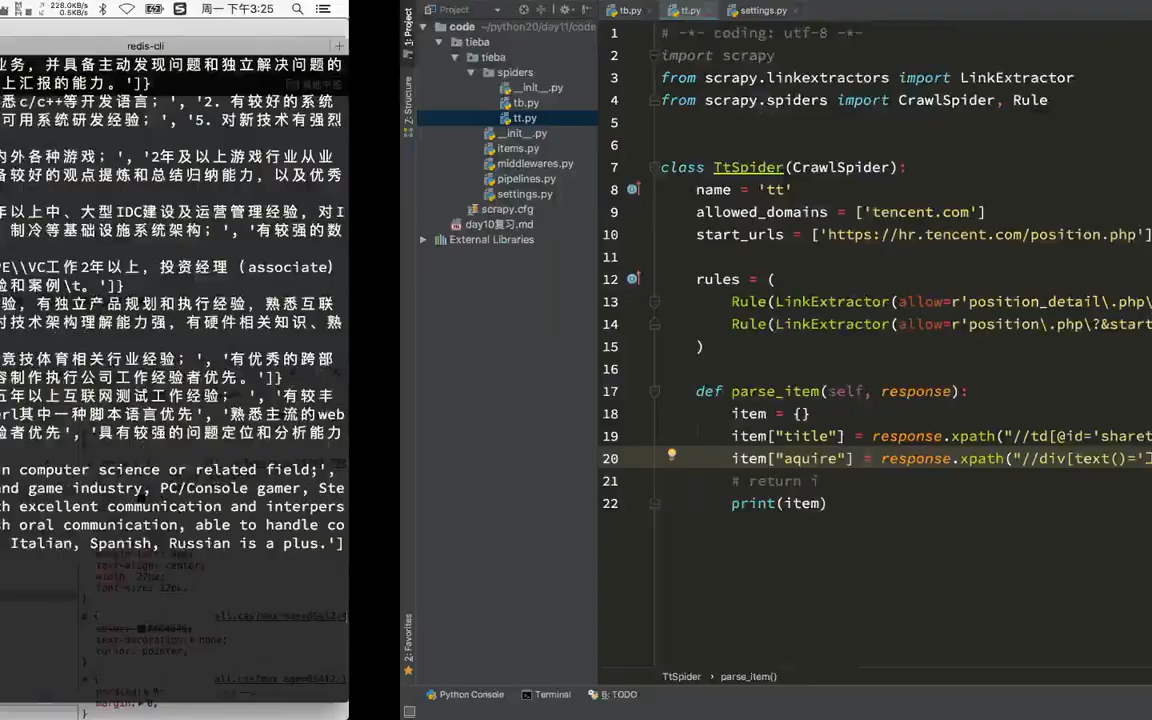 228.0KB/s
0.5KB/s
周一 下午3:25
redis-cli
业务，并具备主动发现问题和独立解决问题的
上汇报的能力。 ']}
悉c/c++等开发语言； ', '2. 有较好的系统
可用系统研发经验； ', '5. 对新技术有强烈
内外各种游戏； ', '2年及以上游戏行业从业
备较好的观点提炼和总结归纳能力，以及优秀
年以上中、大型IDC建设及运营管理经验，对I
制冷等基础设施系统架构； ', '有较强的数
PE\\VC工作2年以上，投资经理（associate）
验和案例\t。 ']}
验，有独立产品规划和执行经验，熟悉互联
对技术架构理解能力强，有硬件相关知识、熟
竞技体育相关行业经验； ', '有优秀的跨部
容制作执行公司工作经验者优先。 ']}
五年以上互联网测试工作经验； ', '有较丰
erl其中一种脚本语言优先', '熟悉主流的web
验者优先', '具有较强的问题定位和分析能力
n computer science or related field;',
and game industry, PC/Console gamer, Ste
th excellent communication and interpers
sh oral communication, able to handle co
Italian, Spanish, Russian is a plus.']
text-align: center;
width: 27px;
font-size: 12px;
}
text-decoration: none;
cursor: pointer;
}
margin: 0;
}
Project
code ~/python20/day11/code
tieba
tieba
spiders
__init__.py
tb.py
tt.py
__init__.py
items.py
middlewares.py
pipelines.py
settings.py
scrapy.cfg
day10复习.md
External Libraries
1: Project
7: Structure
2: Favorites
tb.py
tt.py
settings.py
1 # -*- coding: utf-8 -*-
2 import scrapy
3 from scrapy.linkextractors import LinkExtractor
4 from scrapy.spiders import CrawlSpider, Rule
5
6
7 class TtSpider(CrawlSpider):
8 name = 'tt'
9 allowed_domains = ['tencent.com']
10 start_urls = ['https://hr.tencent.com/position.php']
11
12 rules = (
13 Rule(LinkExtractor(allow=r'position_detail\.php\
14 Rule(LinkExtractor(allow=r'position\.php\?&start
15 )
16
17 def parse_item(self, response):
18 item = {}
19 item["title"] = response.xpath("//td[@id='sharet
20 item["aquire"] = response.xpath("//div[text()='
21 # return i
22 print(item)
TtSpider › parse_item()
Python Console
Terminal
6: TODO